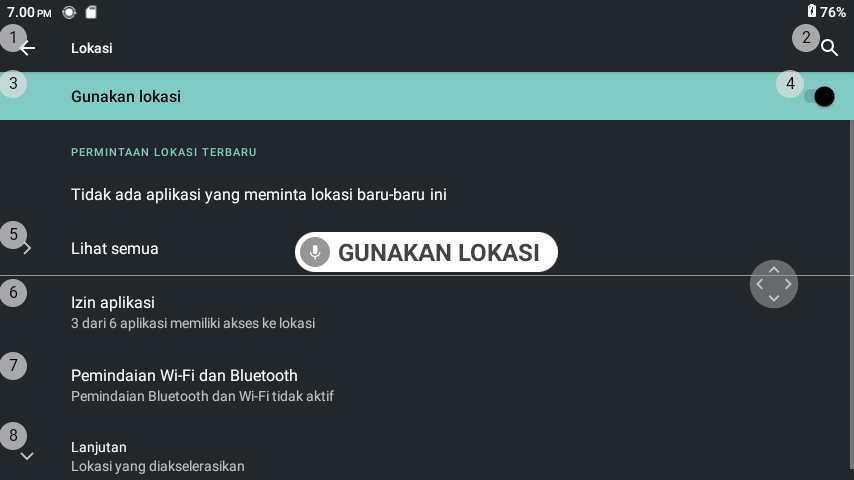 7.00 PM
76%
1
Lokasi
2
3
Gunakan lokasi
4
PERMINTAAN LOKASI TERBARU
Tidak ada aplikasi yang meminta lokasi baru-baru ini
5
Lihat semua
GUNAKAN LOKASI
6
Izin aplikasi
3 dari 6 aplikasi memiliki akses ke lokasi
7
Pemindaian Wi-Fi dan Bluetooth
Pemindaian Bluetooth dan Wi-Fi tidak aktif
8
Lanjutan
Lokasi yang diakselerasikan